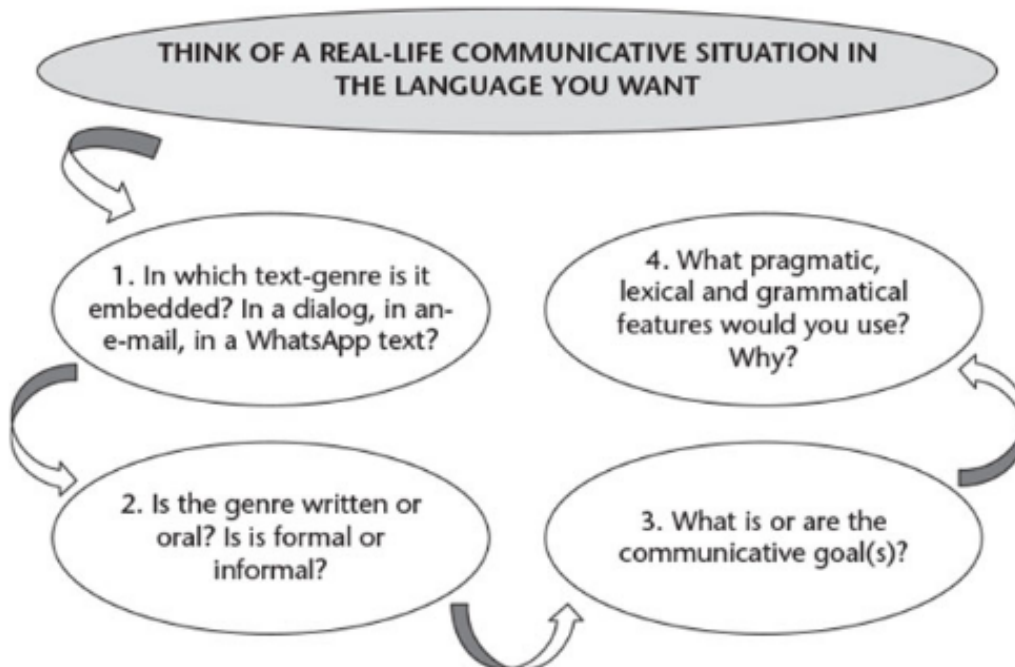 THINK OF A REAL-LIFE COMMUNICATIVE SITUATION IN
THE LANGUAGE YOU WANT
1. In which text-genre is it
embedded? In a dialog, in an-
e-mail, in a WhatsApp text?
2. Is the genre written or
oral? Is is formal or
informal?
3. What is or are the
communicative goal(s)?
4. What pragmatic,
lexical and grammatical
features would you use?
Why?